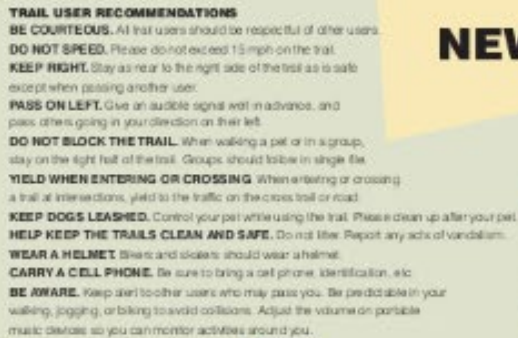 TRAIL USER RECOMMENDATIONS
BE COURTEOUS. All trail users should be respectful of other users.
DO NOT SPEED. Please do not exceed 15 mph on the trail.
KEEP RIGHT. Stay as near to the right side of the trail as is safe
except when passing another user.
PASS ON LEFT. Give an audible signal well in advance, and
pass others going in your direction on their left.
DO NOT BLOCK THE TRAIL. When walking a pet or in a group,
stay on the right half of the trail. Groups should follow in single file.
YIELD WHEN ENTERING OR CROSSING. When entering or crossing
a trail at intersections, yield to the traffic on the cross trail or road.
KEEP DOGS LEASHED. Control your pet while using the trail. Please clean up after your pet.
HELP KEEP THE TRAILS CLEAN AND SAFE. Do not litter. Report any acts of vandalism.
WEAR A HELMET. Bikers and skaters should wear a helmet.
CARRY A CELL PHONE. Be sure to bring a cell phone, identification, etc.
BE AWARE. Keep alert to other users who may pass you. Be predictable in your
walking, jogging, or biking to avoid collisions. Adjust the volume on portable
music devices so you can monitor activities around you.
NEW